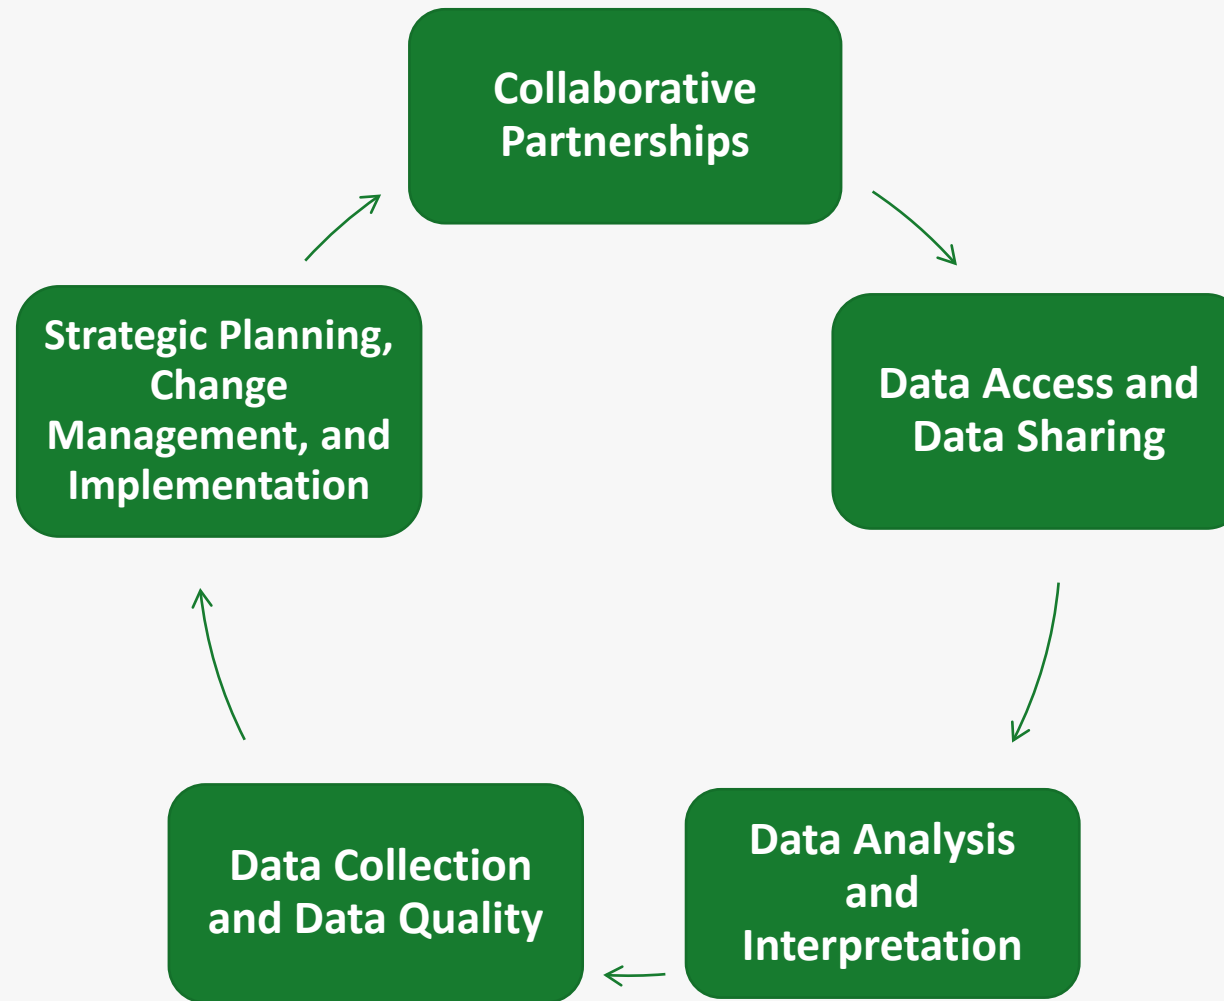 Collaborative
Partnerships
Strategic Planning,
Change
Management, and
Implementation
Data Access and
Data Sharing
Data Collection
and Data Quality
Data Analysis
and
Interpretation